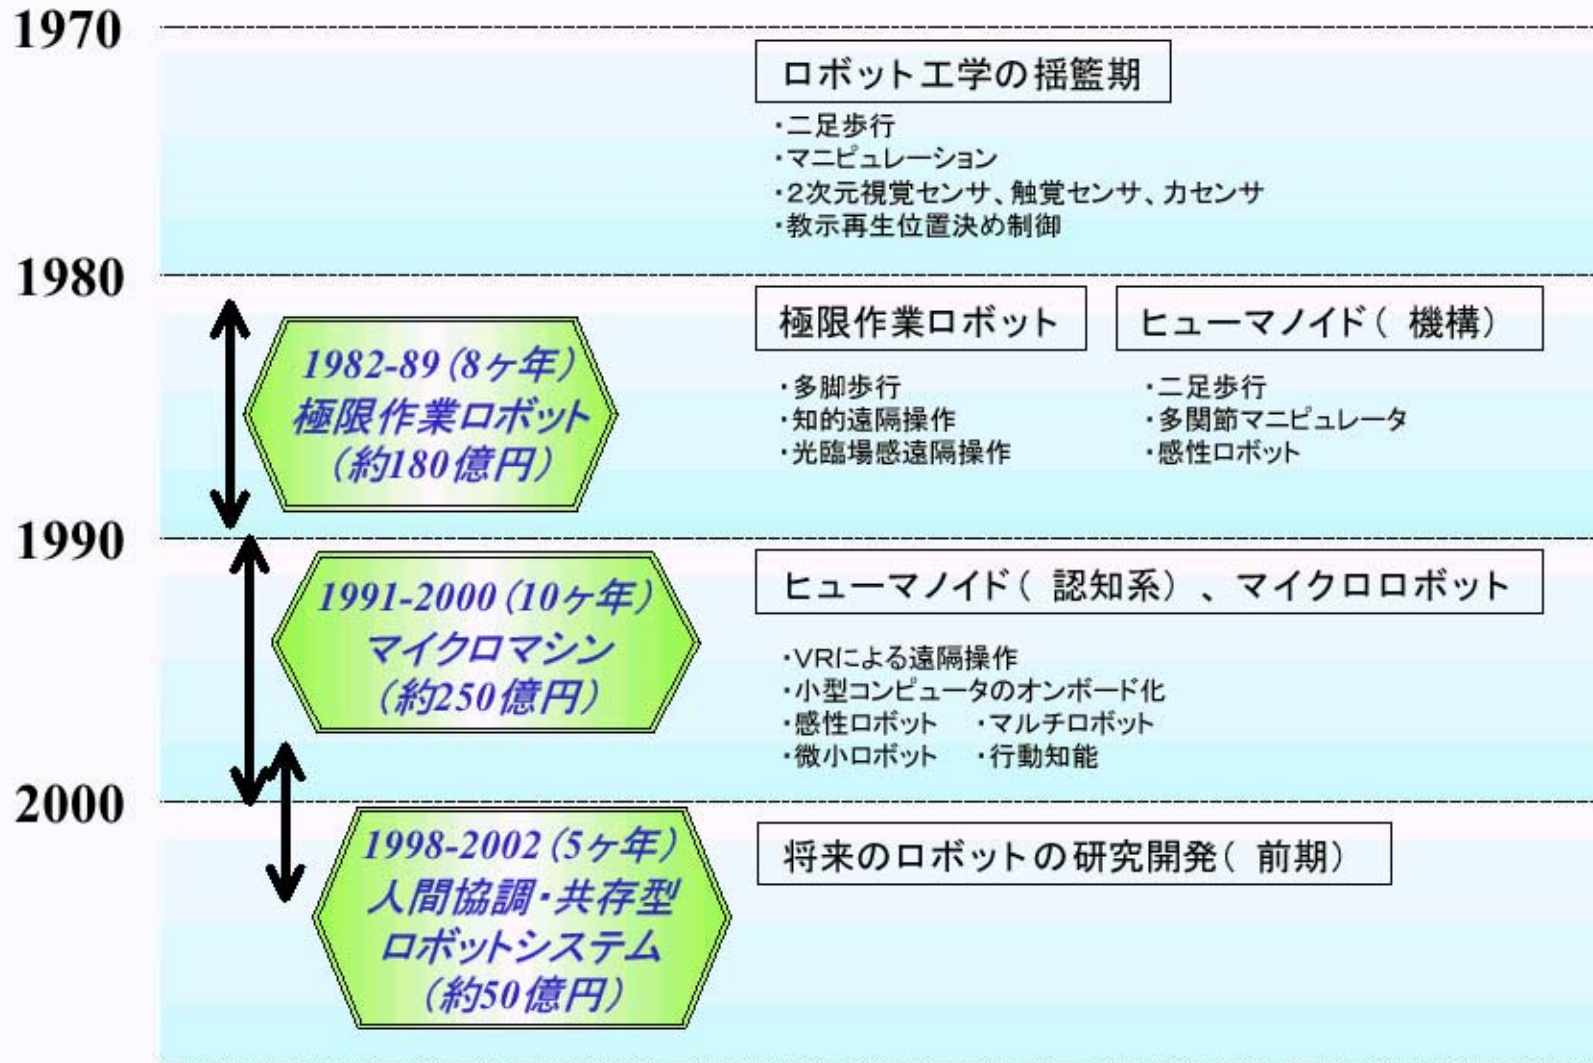 1970
ロボット工学の揺籃期
・二足歩行
・マニピュレーション
・2次元視覚センサ、触覚センサ、力センサ
・教示再生位置決め制御
1980
1982-89(8ヶ年)
極限作業ロボット
(約180億円)
極限作業ロボット
・多脚歩行
・知的遠隔操作
・光臨場感遠隔操作
ヒューマノイド( 機構)
・二足歩行
・多関節マニピュレータ
・感性ロボット
1990
1991-2000(10ヶ年)
マイクロマシン
(約250億円)
ヒューマノイド( 認知系) 、マイクロロボット
・VRによる遠隔操作
・小型コンピュータのオンボード化
・感性ロボット ・マルチロボット
・微小ロボット ・行動知能
2000
1998-2002(5ヶ年)
人間協調・共存型
ロボットシステム
(約50億円)
将来のロボットの研究開発( 前期)